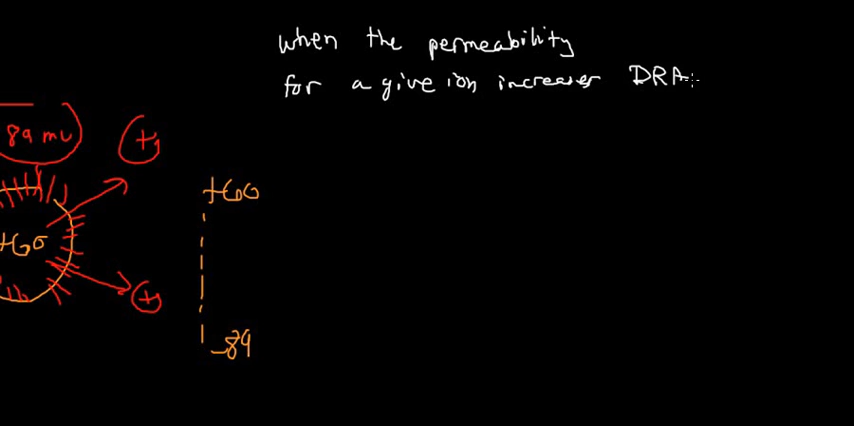 when the permeability
for a give ion increases DRA
89 mv
+
+60
+60
+
-89